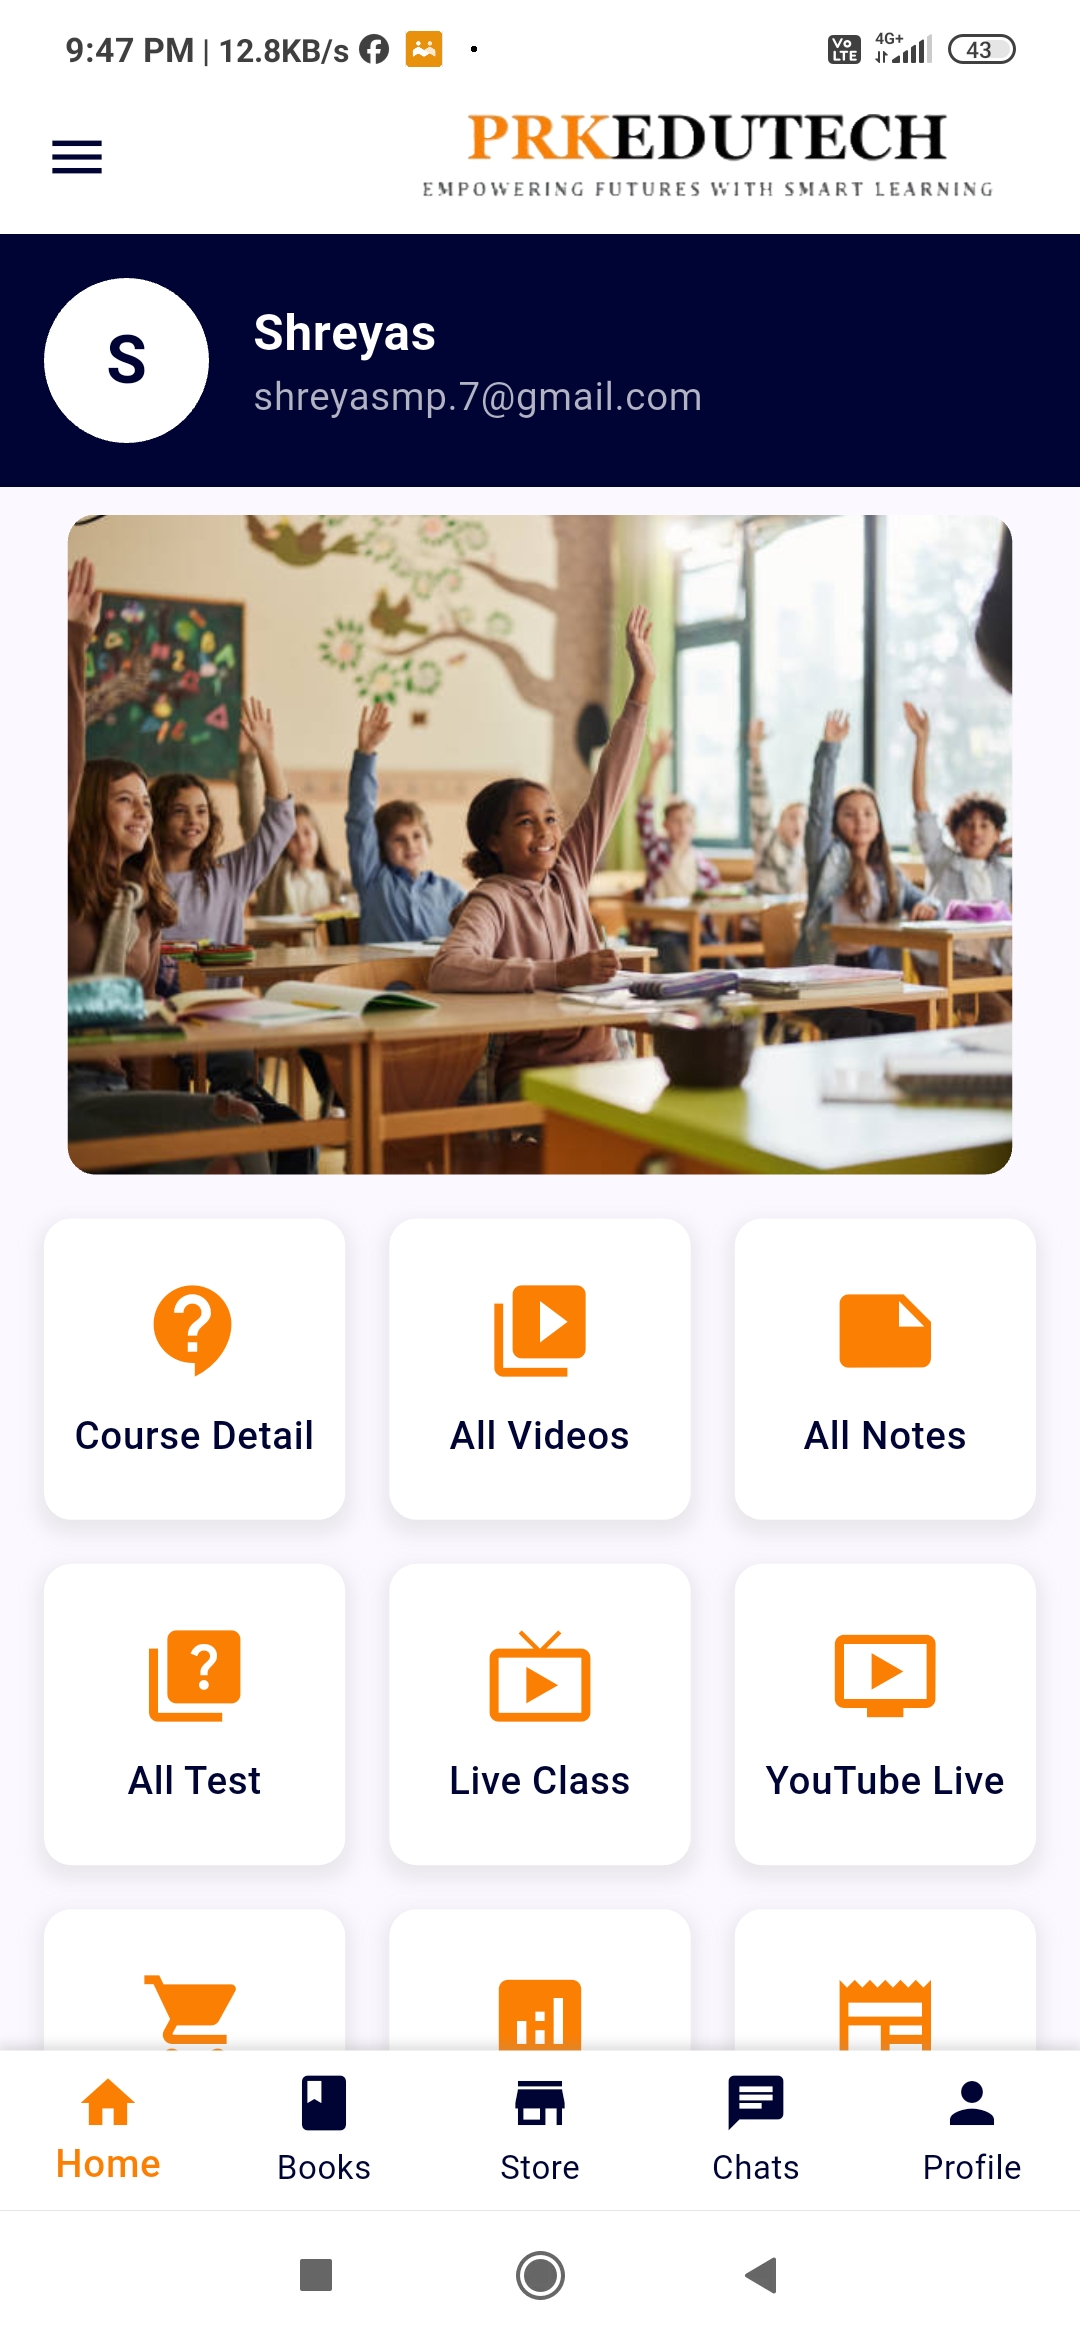 9:47 PM | 12.8KB/s
Vo LTE 4G+ 43
PRKEDUTECH
EMPOWERING FUTURES WITH SMART LEARNING
S
Shreyas
shreyasmp.7@gmail.com
Course Detail
All Videos
All Notes
All Test
Live Class
YouTube Live
Home
Books
Store
Chats
Profile